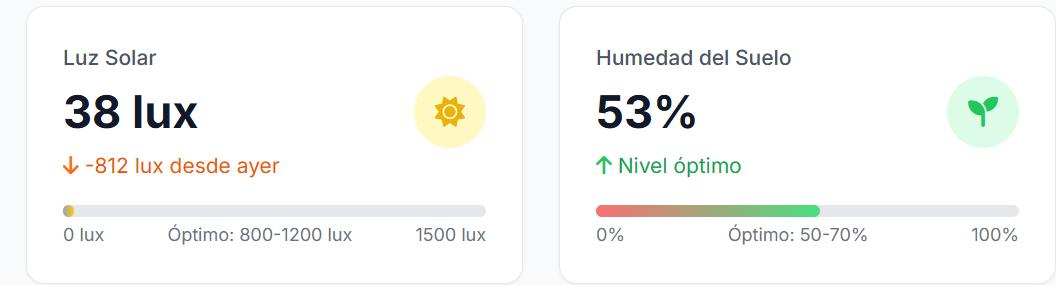 Luz Solar
38 lux
-812 lux desde ayer
0 lux
Óptimo: 800-1200 lux
1500 lux
Humedad del Suelo
53%
Nivel óptimo
0%
Óptimo: 50-70%
100%